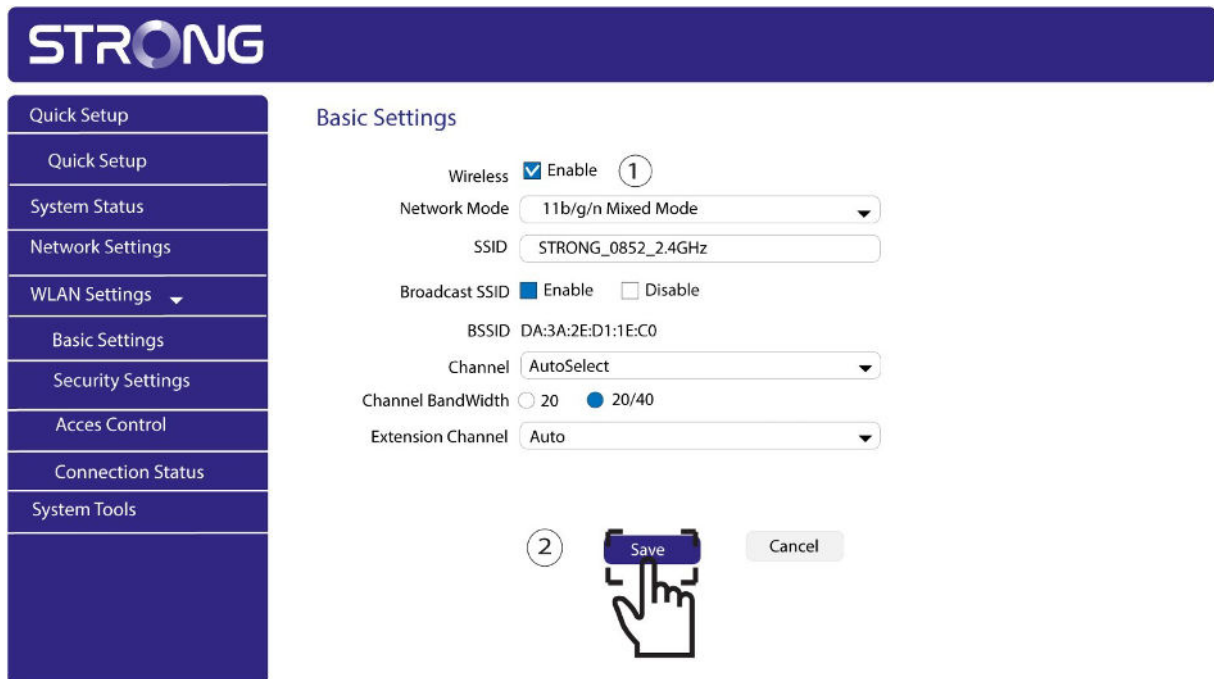 STRONG
Quick Setup
Quick Setup
System Status
Network Settings
WLAN Settings
Basic Settings
Security Settings
Acces Control
Connection Status
System Tools
Basic Settings
Wireless Enable 1
Network Mode 11b/g/n Mixed Mode
SSID STRONG_0852_2.4GHz
Broadcast SSID Enable Disable
BSSID DA:3A:2E:D1:1E:C0
Channel AutoSelect
Channel BandWidth 20 20/40
Extension Channel Auto
2 Save Cancel